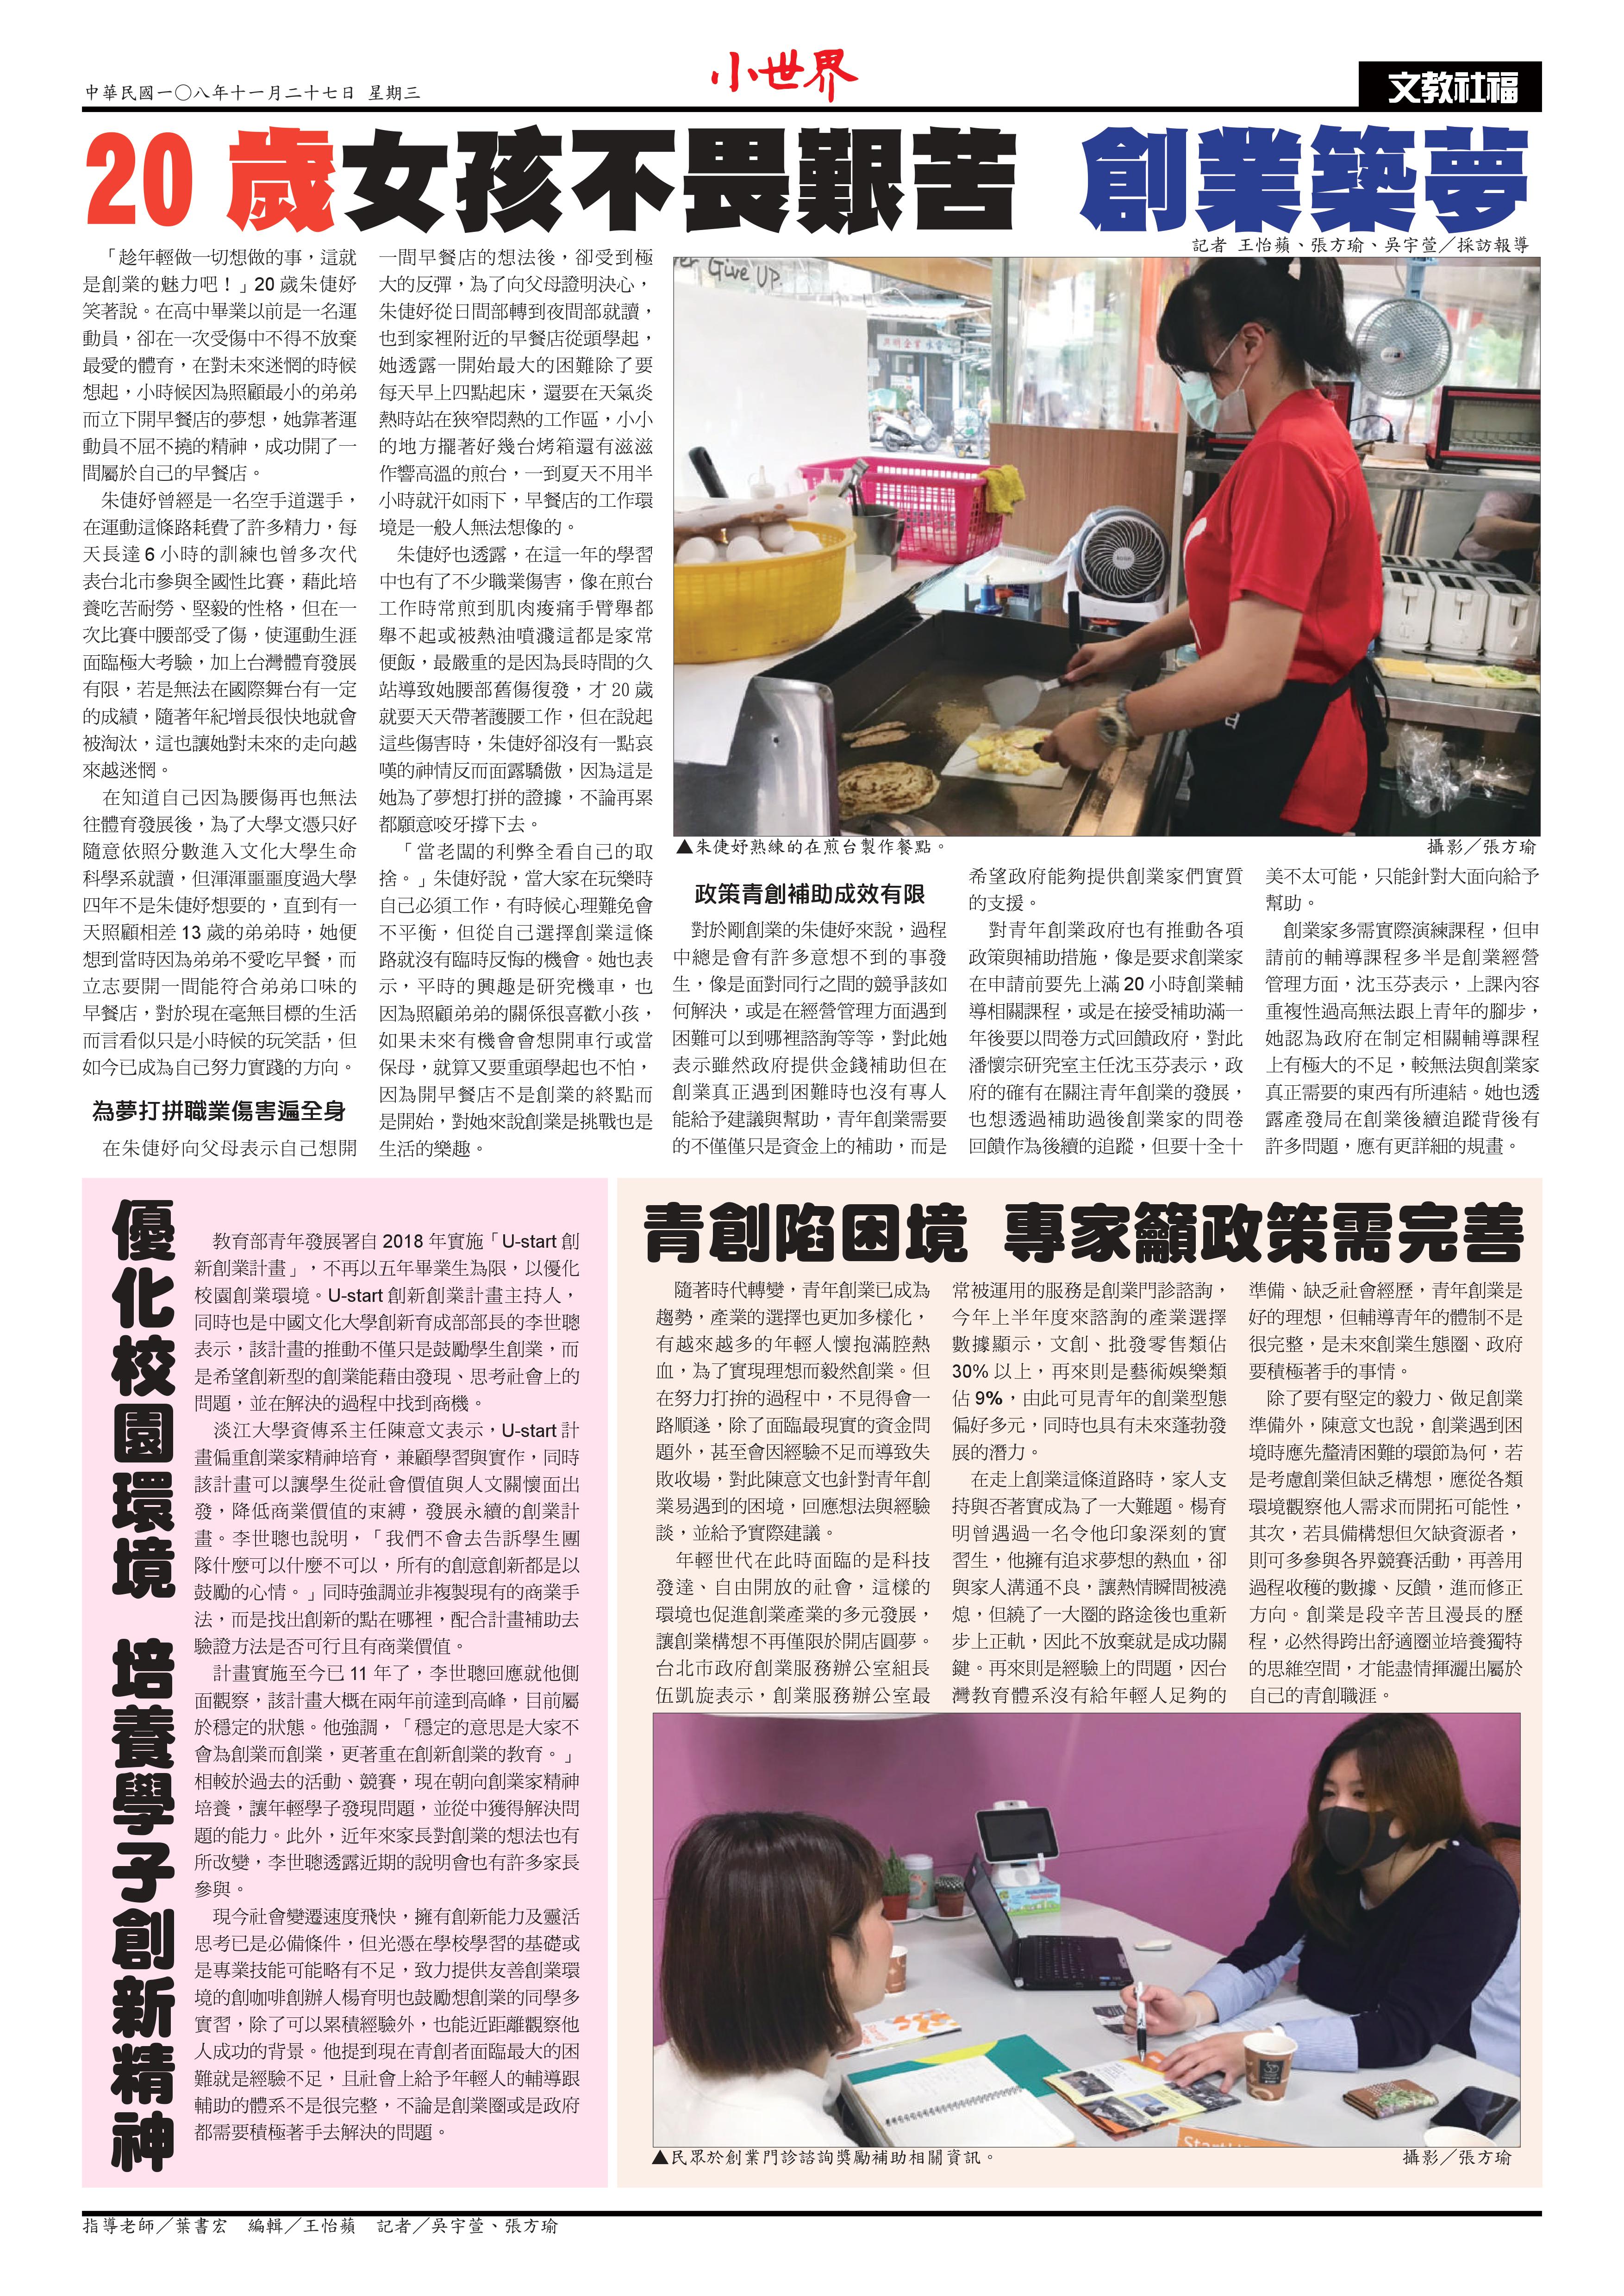 中華民國一〇八年十一月二十七日 星期三
小世界
文教社福
20歲女孩不畏艱苦 創業築夢
記者 王怡蘋、張方瑜、吳宇萱╱採訪報導
「趁年輕做一切想做的事，這就
是創業的魅力吧！」20歲朱倢妤
笑著說。在高中畢業以前是一名運
動員，卻在一次受傷中不得不放棄
最愛的體育，在對未來迷惘的時候
想起，小時候因為照顧最小的弟弟
而立下開早餐店的夢想，她靠著運
動員不屈不撓的精神，成功開了一
間屬於自己的早餐店。
朱倢妤曾經是一名空手道選手，
在運動這條路耗費了許多精力，每
天長達6小時的訓練也曾多次代
表台北市參與全國性比賽，藉此培
養吃苦耐勞、堅毅的性格，但在一
次比賽中腰部受了傷，使運動生涯
面臨極大考驗，加上台灣體育發展
有限，若是無法在國際舞台有一定
的成績，隨著年紀增長很快地就會
被淘汰，這也讓她對未來的走向越
來越迷惘。
在知道自己因為腰傷再也無法
往體育發展後，為了大學文憑只好
隨意依照分數進入文化大學生命
科學系就讀，但渾渾噩噩度過大學
四年不是朱倢妤想要的，直到有一
天照顧相差13歲的弟弟時，她便
想到當時因為弟弟不愛吃早餐，而
立志要開一間能符合弟弟口味的
早餐店，對於現在毫無目標的生活
而言看似只是小時候的玩笑話，但
如今已成為自己努力實踐的方向。
為夢打拼職業傷害遍全身
在朱倢妤向父母表示自己想開
一間早餐店的想法後，卻受到極
大的反彈，為了向父母證明決心，
朱倢妤從日間部轉到夜間部就讀，
也到家裡附近的早餐店從頭學起，
她透露一開始最大的困難除了要
每天早上四點起床，還要在天氣炎
熱時站在狹窄悶熱的工作區，小小
的地方擺著好幾台烤箱還有滋滋
作響高溫的煎台，一到夏天不用半
小時就汗如雨下，早餐店的工作環
境是一般人無法想像的。
朱倢妤也透露，在這一年的學習
中也有了不少職業傷害，像在煎台
工作時常煎到肌肉痠痛手臂舉都
舉不起或被熱油噴濺這都是家常
便飯，最嚴重的是因為長時間的久
站導致她腰部舊傷復發，才20歲
就要天天帶著護腰工作，但在說起
這些傷害時，朱倢妤卻沒有一點哀
嘆的神情反而面露驕傲，因為這是
她為了夢想打拼的證據，不論再累
都願意咬牙撐下去。
「當老闆的利弊全看自己的取
捨。」朱倢妤說，當大家在玩樂時
自己必須工作，有時候心理難免會
不平衡，但從自己選擇創業這條
路就沒有臨時反悔的機會。她也表
示，平時的興趣是研究機車，也
因為照顧弟弟的關係很喜歡小孩，
如果未來有機會會想開車行或當
保母，就算又要重頭學起也不怕，
因為開早餐店不是創業的終點而
是開始，對她來說創業是挑戰也是
生活的樂趣。
ver Give UP.
▲朱倢妤熟練的在煎台製作餐點。 攝影╱張方瑜
政策青創補助成效有限
對於剛創業的朱倢妤來說，過程
中總是會有許多意想不到的事發
生，像是面對同行之間的競爭該如
何解決，或是在經營管理方面遇到
困難可以到哪裡諮詢等等，對此她
表示雖然政府提供金錢補助但在
創業真正遇到困難時也沒有專人
能給予建議與幫助，青年創業需要
的不僅僅只是資金上的補助，而是
希望政府能夠提供創業家們實質
的支援。
對青年創業政府也有推動各項
政策與補助措施，像是要求創業家
在申請前要先上滿20小時創業輔
導相關課程，或是在接受補助滿一
年後要以問卷方式回饋政府，對此
潘懷宗研究室主任沈玉芬表示，政
府的確有在關注青年創業的發展，
也想透過補助過後創業家的問卷
回饋作為後續的追蹤，但要十全十
美不太可能，只能針對大面向給予
幫助。
創業家多需實際演練課程，但申
請前的輔導課程多半是創業經營
管理方面，沈玉芬表示，上課內容
重複性過高無法跟上青年的腳步，
她認為政府在制定相關輔導課程
上有極大的不足，較無法與創業家
真正需要的東西有所連結。她也透
露產發局在創業後續追蹤背後有
許多問題，應有更詳細的規畫。
優化校園環境 培養學子創新精神
教育部青年發展署自2018年實施「U-start創
新創業計畫」，不再以五年畢業生為限，以優化
校園創業環境。U-start創新創業計畫主持人，
同時也是中國文化大學創新育成部部長的李世聰
表示，該計畫的推動不僅只是鼓勵學生創業，而
是希望創新型的創業能藉由發現、思考社會上的
問題，並在解決的過程中找到商機。
淡江大學資傳系主任陳意文表示，U-start計
畫偏重創業家精神培育，兼顧學習與實作，同時
該計畫可以讓學生從社會價值與人文關懷面出
發，降低商業價值的束縛，發展永續的創業計
畫。李世聰也說明，「我們不會去告訴學生團
隊什麼可以什麼不可以，所有的創意創新都是以
鼓勵的心情。」同時強調並非複製現有的商業手
法，而是找出創新的點在哪裡，配合計畫補助去
驗證方法是否可行且有商業價值。
計畫實施至今已11年了，李世聰回應就他側
面觀察，該計畫大概在兩年前達到高峰，目前屬
於穩定的狀態。他強調，「穩定的意思是大家不
會為創業而創業，更著重在創新創業的教育。」
相較於過去的活動、競賽，現在朝向創業家精神
培養，讓年輕學子發現問題，並從中獲得解決問
題的能力。此外，近年來家長對創業的想法也有
所改變，李世聰透露近期的說明會也有許多家長
參與。
現今社會變遷速度飛快，擁有創新能力及靈活
思考已是必備條件，但光憑在學校學習的基礎或
是專業技能可能略有不足，致力提供友善創業環
境的創咖啡創辦人楊育明也鼓勵想創業的同學多
實習，除了可以累積經驗外，也能近距離觀察他
人成功的背景。他提到現在青創者面臨最大的困
難就是經驗不足，且社會上給予年輕人的輔導跟
輔助的體系不是很完整，不論是創業圈或是政府
都需要積極著手去解決的問題。
青創陷困境 專家籲政策需完善
隨著時代轉變，青年創業已成為
趨勢，產業的選擇也更加多樣化，
有越來越多的年輕人懷抱滿腔熱
血，為了實現理想而毅然創業。但
在努力打拚的過程中，不見得會一
路順遂，除了面臨最現實的資金問
題外，甚至會因經驗不足而導致失
敗收場，對此陳意文也針對青年創
業易遇到的困境，回應想法與經驗
談，並給予實際建議。
年輕世代在此時面臨的是科技
發達、自由開放的社會，這樣的
環境也促進創業產業的多元發展，
讓創業構想不再僅限於開店圓夢。
台北市政府創業服務辦公室組長
伍凱旋表示，創業服務辦公室最
常被運用的服務是創業門診諮詢，
今年上半年度來諮詢的產業選擇
數據顯示，文創、批發零售類佔
30%以上，再來則是藝術娛樂類
佔9%，由此可見青年的創業型態
偏好多元，同時也具有未來蓬勃發
展的潛力。
在走上創業這條道路時，家人支
持與否著實成為了一大難題。楊育
明曾遇過一名令他印象深刻的實
習生，他擁有追求夢想的熱血，卻
與家人溝通不良，讓熱情瞬間被澆
熄，但繞了一大圈的路途後也重新
步上正軌，因此不放棄就是成功關
鍵。再來則是經驗上的問題，因台
灣教育體系沒有給年輕人足夠的
準備、缺乏社會經歷，青年創業是
好的理想，但輔導青年的體制不是
很完整，是未來創業生態圈、政府
要積極著手的事情。
除了要有堅定的毅力、做足創業
準備外，陳意文也說，創業遇到困
境時應先釐清困難的環節為何，若
是考慮創業但缺乏構想，應從各類
環境觀察他人需求而開拓可能性，
其次，若具備構想但欠缺資源者，
則可多參與各界競賽活動，再善用
過程收穫的數據、反饋，進而修正
方向。創業是段辛苦且漫長的歷
程，必然得跨出舒適圈並培養獨特
的思維空間，才能盡情揮灑出屬於
自己的青創職涯。
▲民眾於創業門診諮詢獎勵補助相關資訊。 攝影╱張方瑜
指導老師╱葉書宏 編輯╱王怡蘋 記者╱吳宇萱、張方瑜